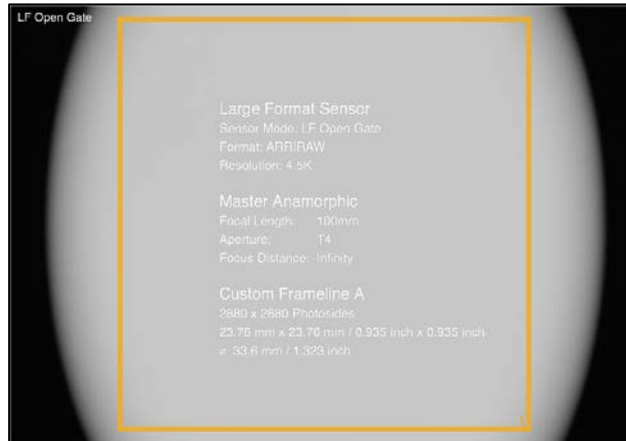 LF Open Gate
Large Format Sensor
Sensor Mode: LF Open Gate
Format: ARRIRAW
Resolution: 4.5K
Master Anamorphic
Focal Length: 100mm
Aperture: T4
Focus Distance: Infinity
Custom Frameline A
2880 x 2880 Photosides
23.76 mm x 23.76 mm / 0.935 inch x 0.935 inch
⌀ 33.6 mm / 1.323 inch